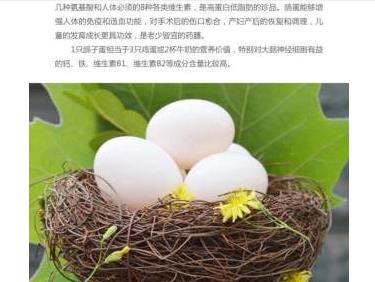 几种氨基酸和人体必须的8种各类维生素，是高蛋白低脂肪的珍品。鴿蛋能够增
强人体的免疫和造血功能，对手术后的伤口愈合，产妇产后的恢复和调理，儿
童的发育成长更具功效，是老少皆宜的药膳。
1只鴿子蛋相当于3只鸡蛋或2杯牛奶的营养价值，特别对大脑神经细胞有益
的钙、铁、维生素B1、维生素B2等成分含量比较高。